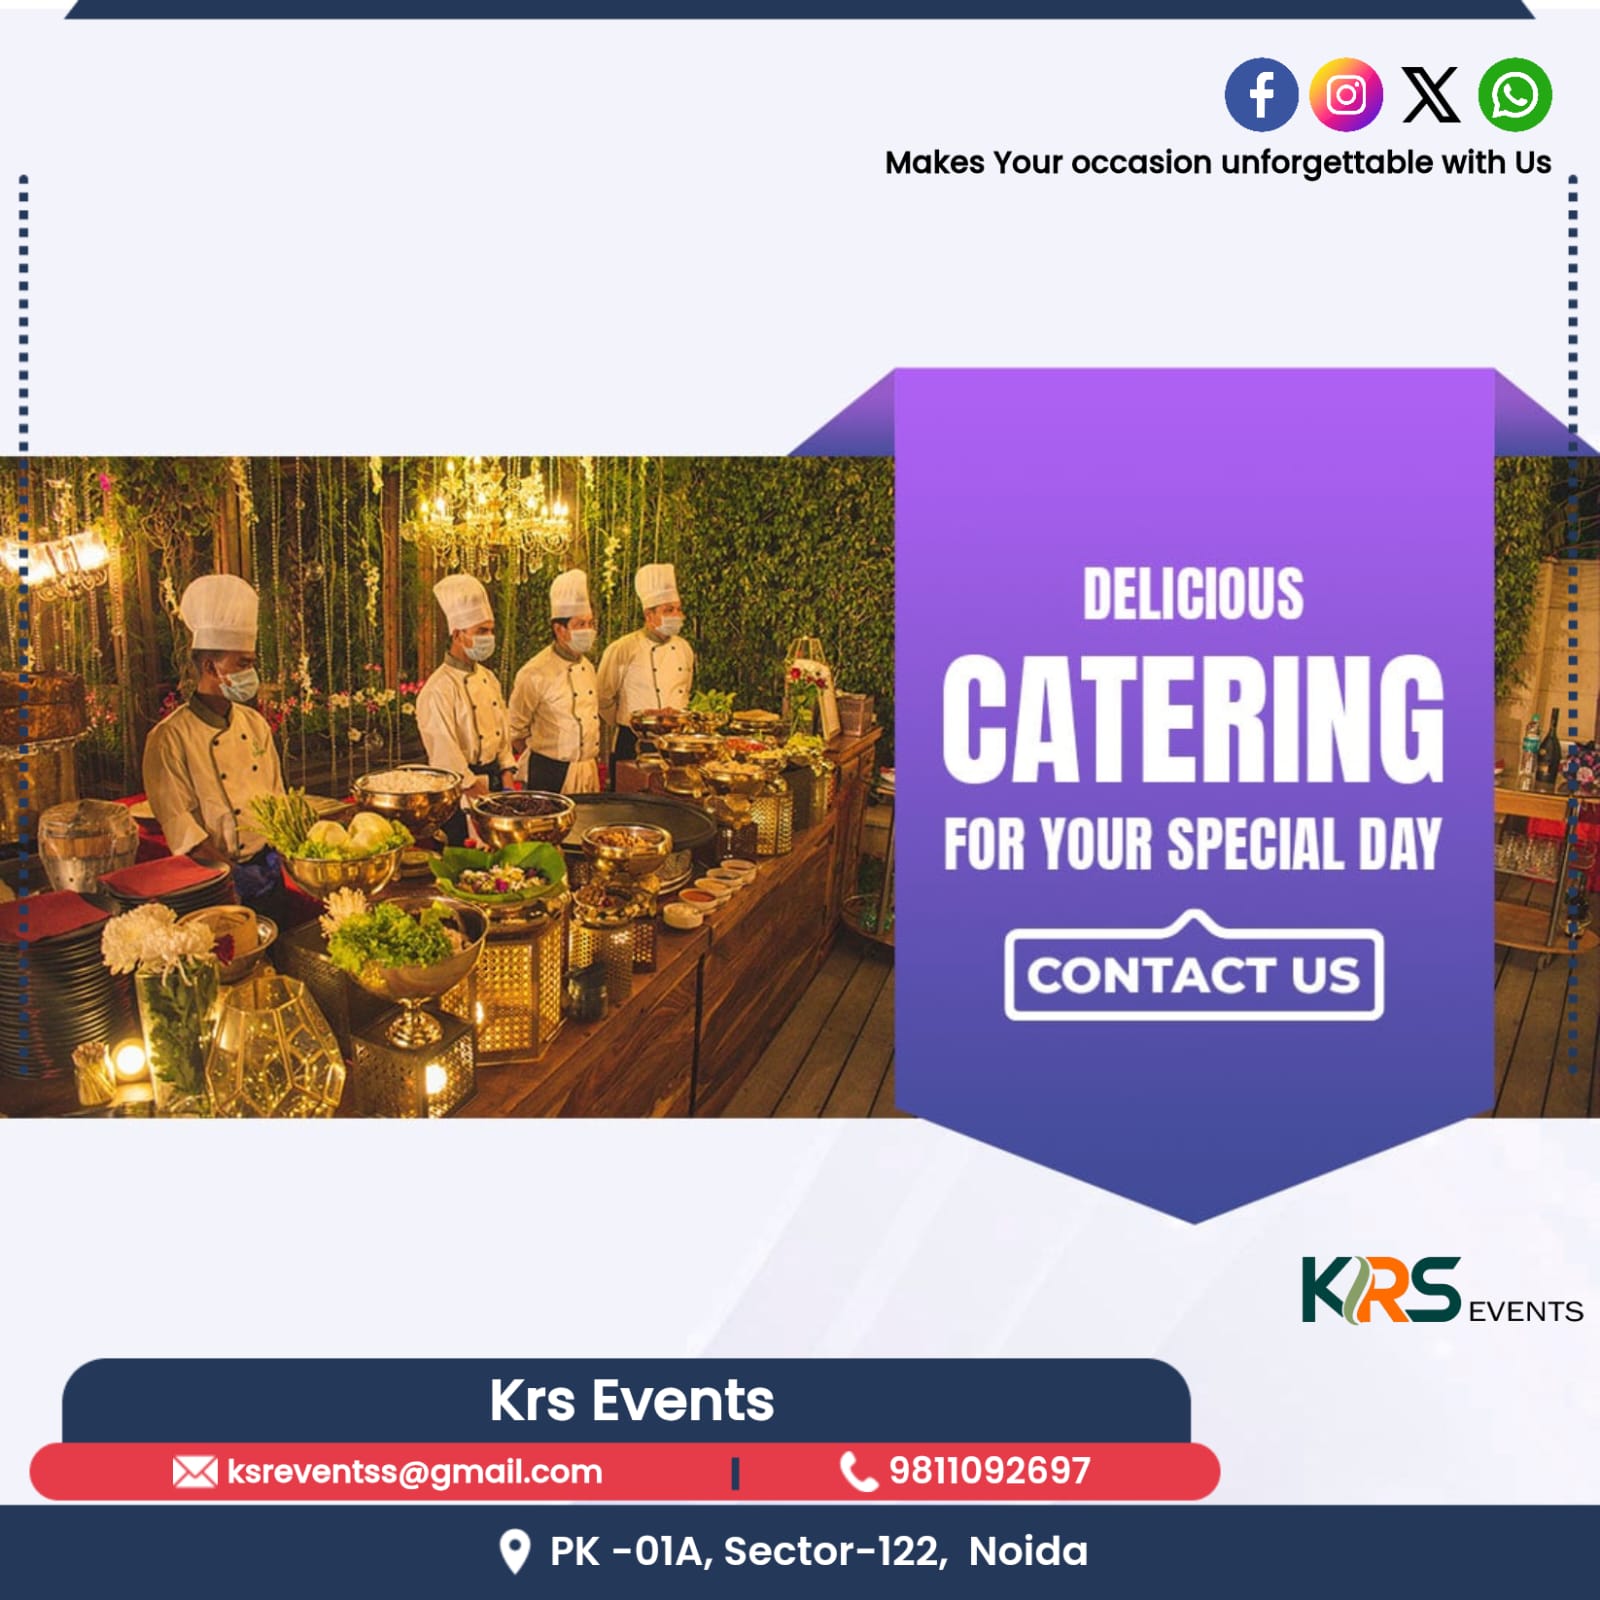 Makes Your occasion unforgettable with Us
DELICIOUS
CATERING
FOR YOUR SPECIAL DAY
CONTACT US
KRS EVENTS
Krs Events
ksreventss@gmail.com | 9811092697
PK -01A, Sector-122, Noida